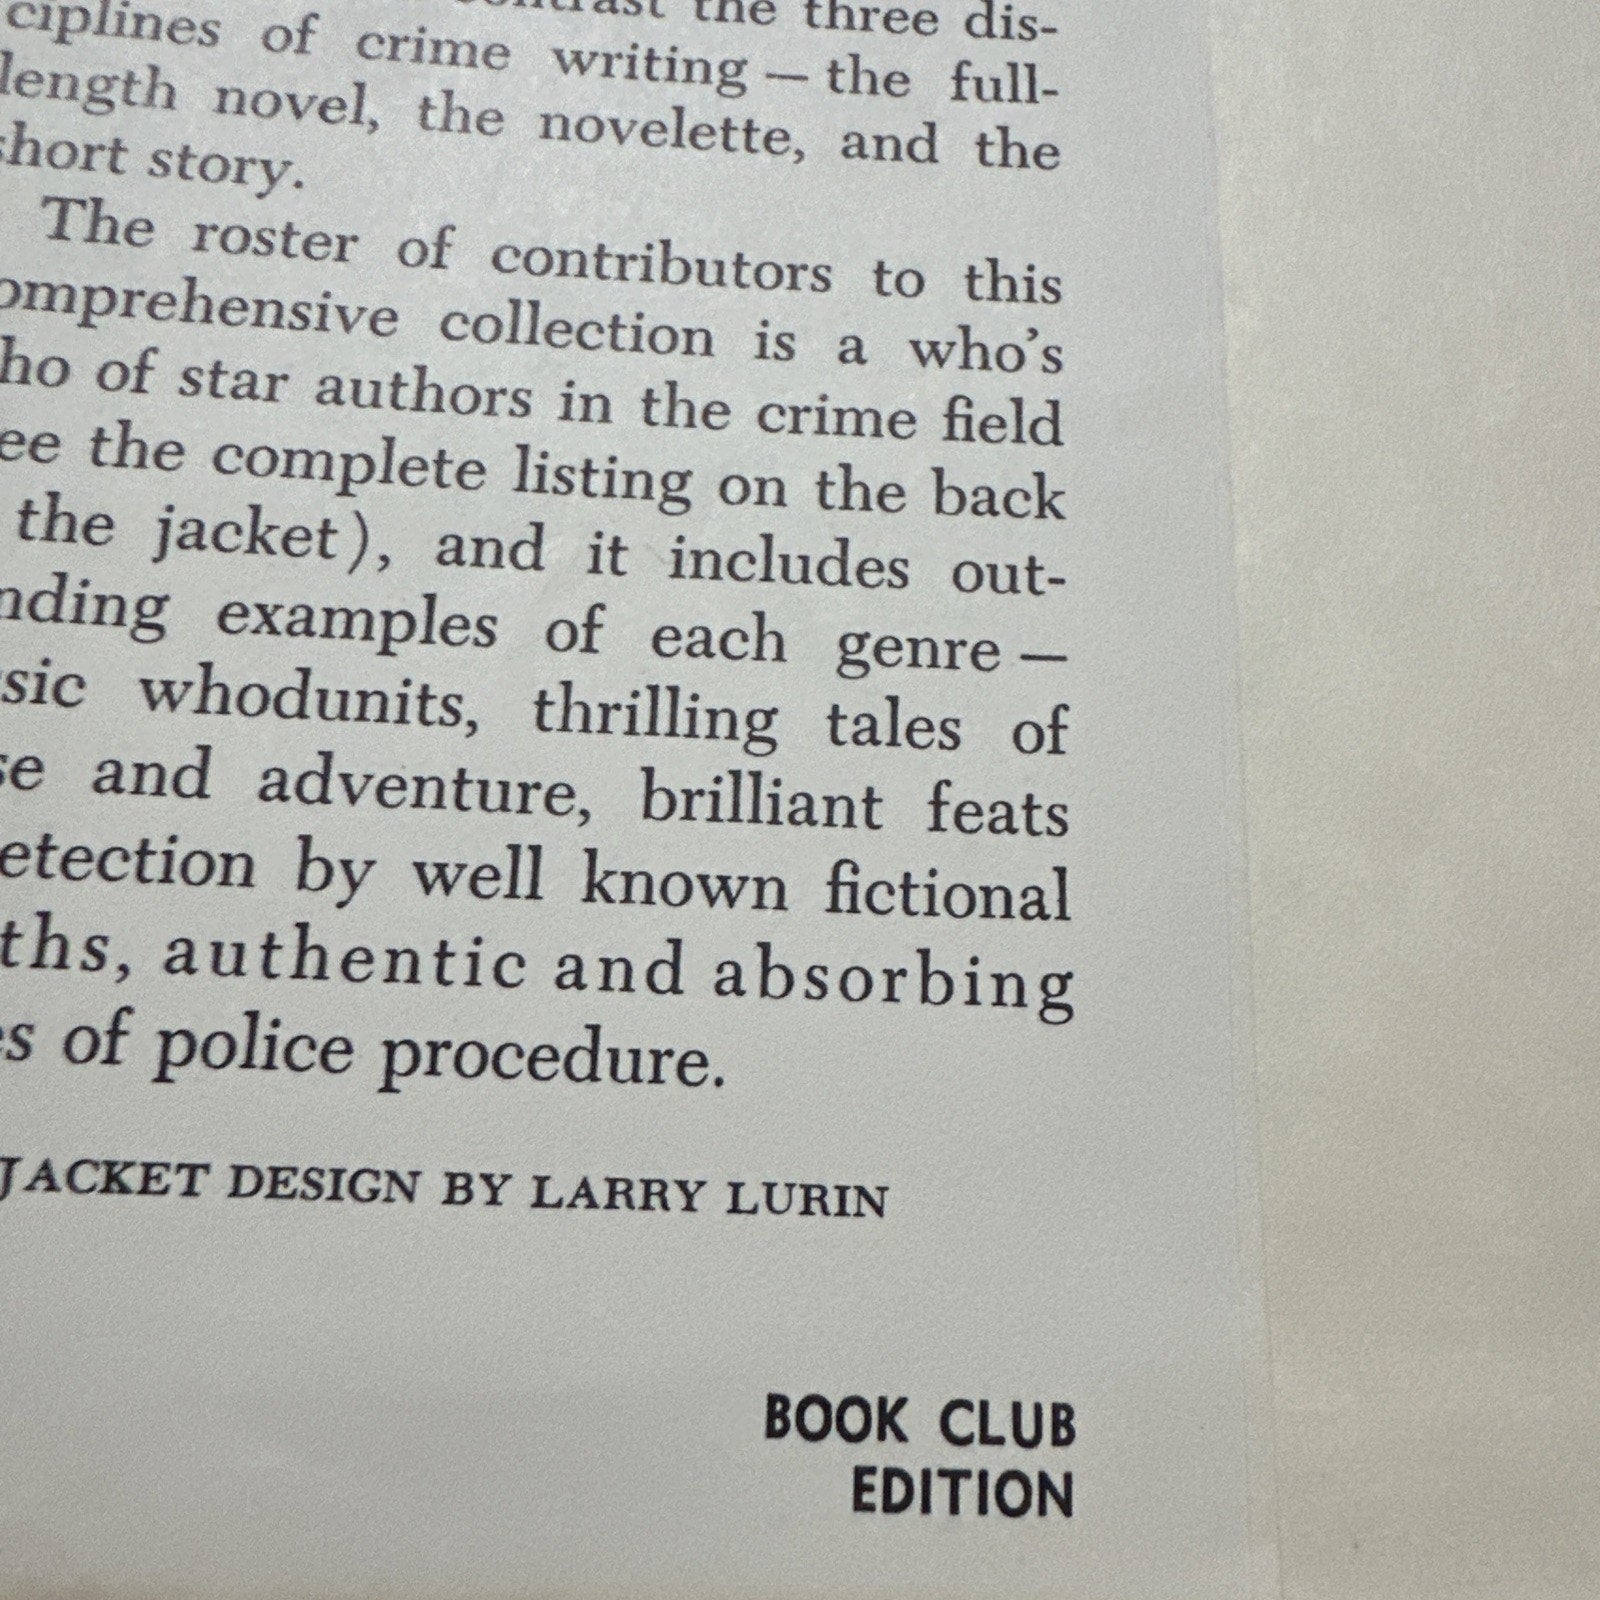 the three dis-
ciplines of crime writing — the full-
length novel, the novelette, and the
short story.
The roster of contributors to this
omprehensive collection is a who's
ho of star authors in the crime field
ee the complete listing on the back
the jacket), and it includes out-
nding examples of each genre —
sic whodunits, thrilling tales of
se and adventure, brilliant feats
etection by well known fictional
ths, authentic and absorbing
es of police procedure.
JACKET DESIGN BY LARRY LURIN
BOOK CLUB
EDITION